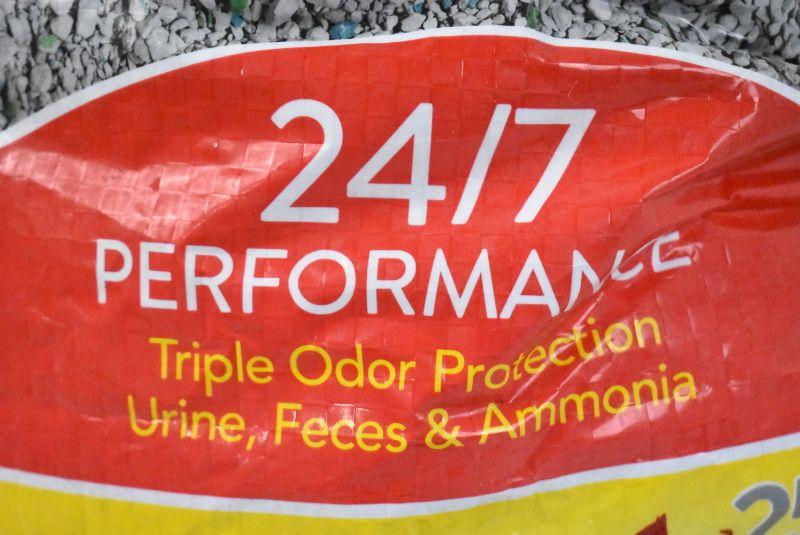 24/7
PERFORMANCE
Triple Odor Protection
Urine, Feces & Ammonia